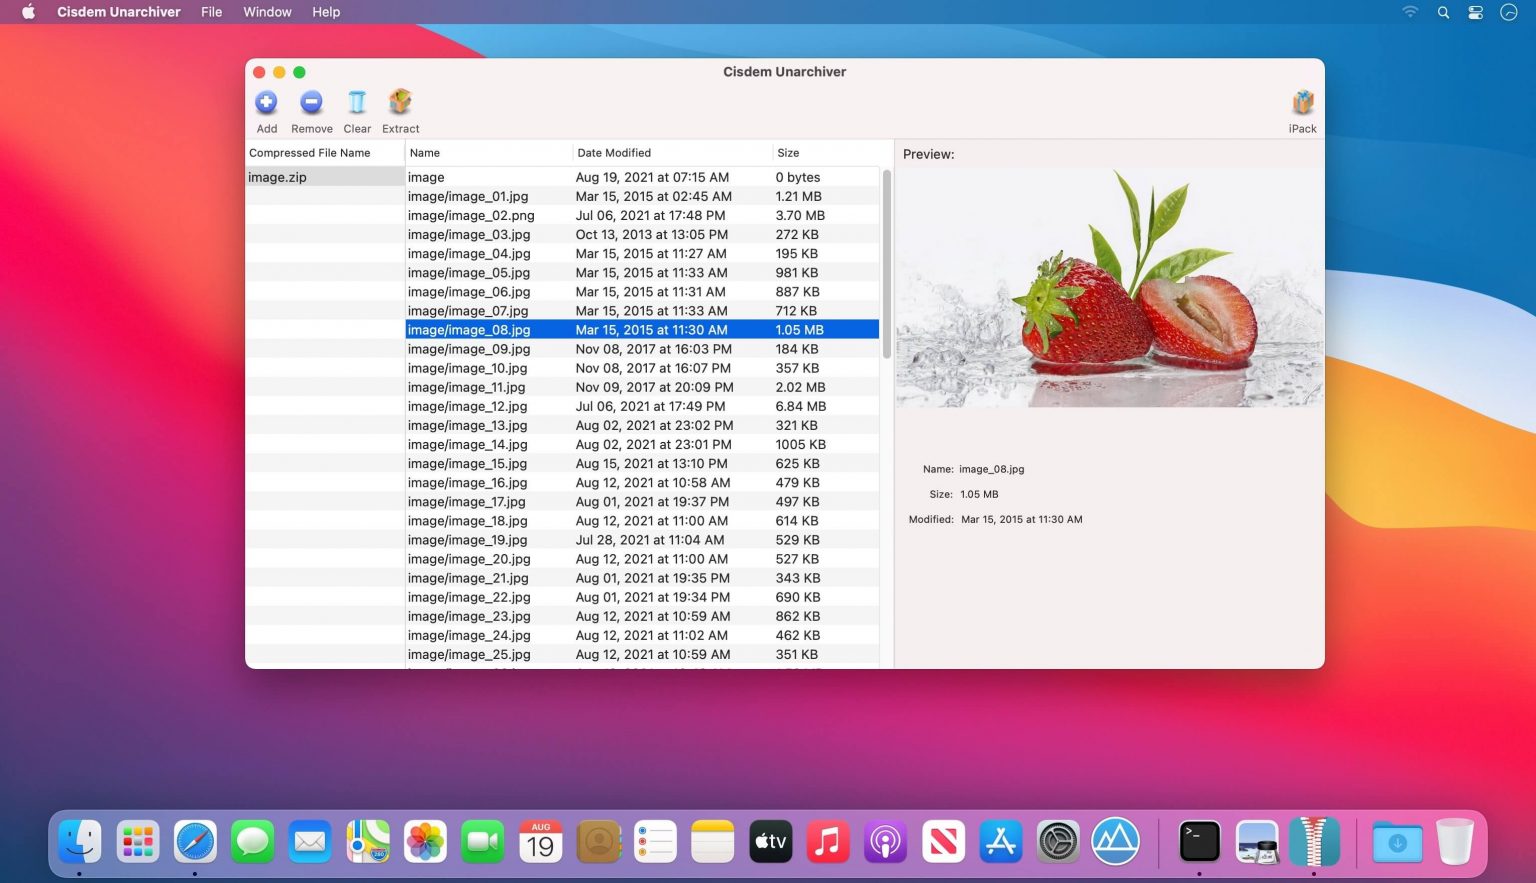 Cisdem Unarchiver File Window Help
Cisdem Unarchiver
Add Remove Clear Extract iPack
Compressed File Name Name Date Modified Size Preview:
image.zip image Aug 19, 2021 at 07:15 AM 0 bytes
image/image_01.jpg Mar 15, 2015 at 02:45 AM 1.21 MB
image/image_02.png Jul 06, 2021 at 17:48 PM 3.70 MB
image/image_03.jpg Oct 13, 2013 at 13:05 PM 272 KB
image/image_04.jpg Mar 15, 2015 at 11:27 AM 195 KB
image/image_05.jpg Mar 15, 2015 at 11:33 AM 981 KB
image/image_06.jpg Mar 15, 2015 at 11:31 AM 887 KB
image/image_07.jpg Mar 15, 2015 at 11:33 AM 712 KB
image/image_08.jpg Mar 15, 2015 at 11:30 AM 1.05 MB
image/image_09.jpg Nov 08, 2017 at 16:03 PM 184 KB
image/image_10.jpg Nov 08, 2017 at 16:07 PM 357 KB
image/image_11.jpg Nov 09, 2017 at 20:09 PM 2.02 MB
image/image_12.jpg Jul 06, 2021 at 17:49 PM 6.84 MB
image/image_13.jpg Aug 02, 2021 at 23:02 PM 321 KB
image/image_14.jpg Aug 02, 2021 at 23:01 PM 1005 KB
image/image_15.jpg Aug 15, 2021 at 13:10 PM 625 KB
image/image_16.jpg Aug 12, 2021 at 10:58 AM 479 KB
image/image_17.jpg Aug 01, 2021 at 19:37 PM 497 KB
image/image_18.jpg Aug 12, 2021 at 11:00 AM 614 KB
image/image_19.jpg Jul 28, 2021 at 11:04 AM 529 KB
image/image_20.jpg Aug 12, 2021 at 11:00 AM 527 KB
image/image_21.jpg Aug 01, 2021 at 19:35 PM 343 KB
image/image_22.jpg Aug 01, 2021 at 19:34 PM 690 KB
image/image_23.jpg Aug 12, 2021 at 10:59 AM 862 KB
image/image_24.jpg Aug 12, 2021 at 11:02 AM 462 KB
image/image_25.jpg Aug 12, 2021 at 10:59 AM 351 KB
Name: image_08.jpg
Size: 1.05 MB
Modified: Mar 15, 2015 at 11:30 AM
AUG
19
tv